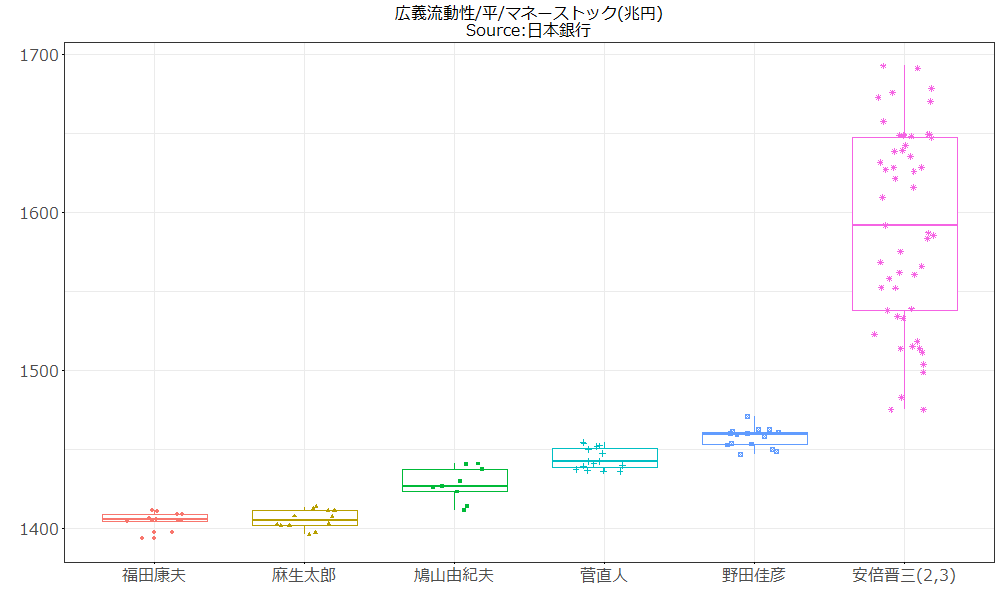 広義流動性/平/マネーストック(兆円)
Source:日本銀行
1700
1600
1500
1400
福田康夫
麻生太郎
鳩山由紀夫
菅直人
野田佳彦
安倍晋三(2,3)